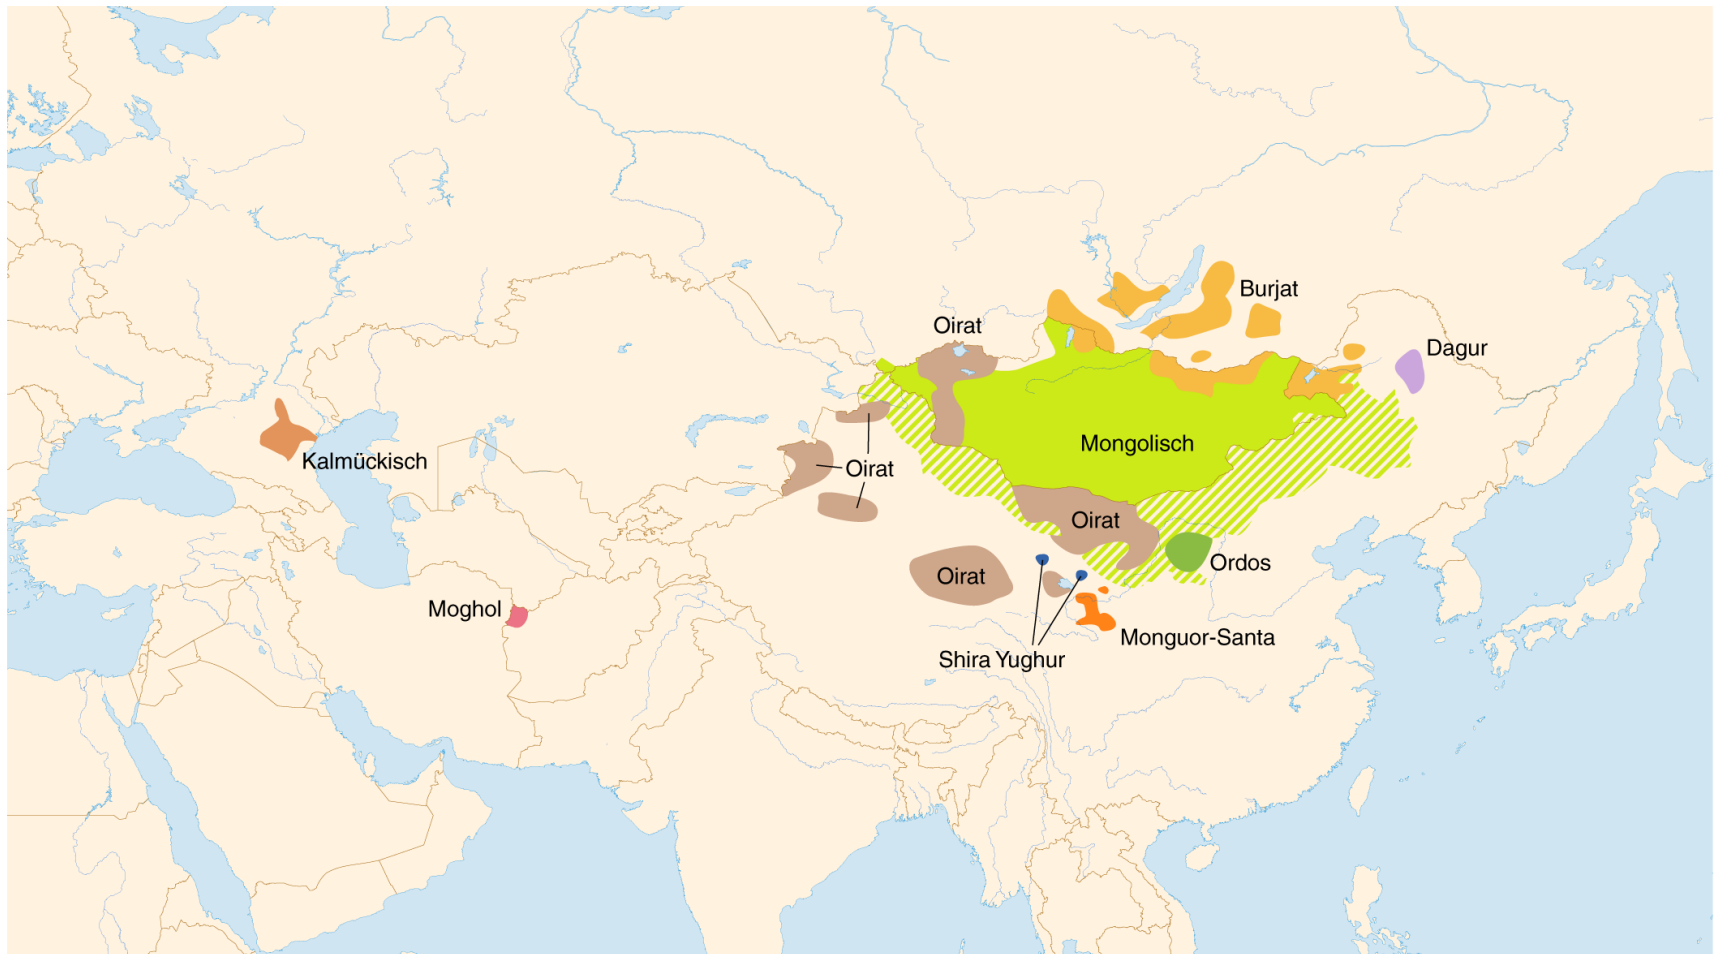 Burjat
Oirat
Dagur
Mongolisch
Kalmückisch
Oirat
Oirat
Ordos
Oirat
Moghol
Monguor-Santa
Shira Yughur